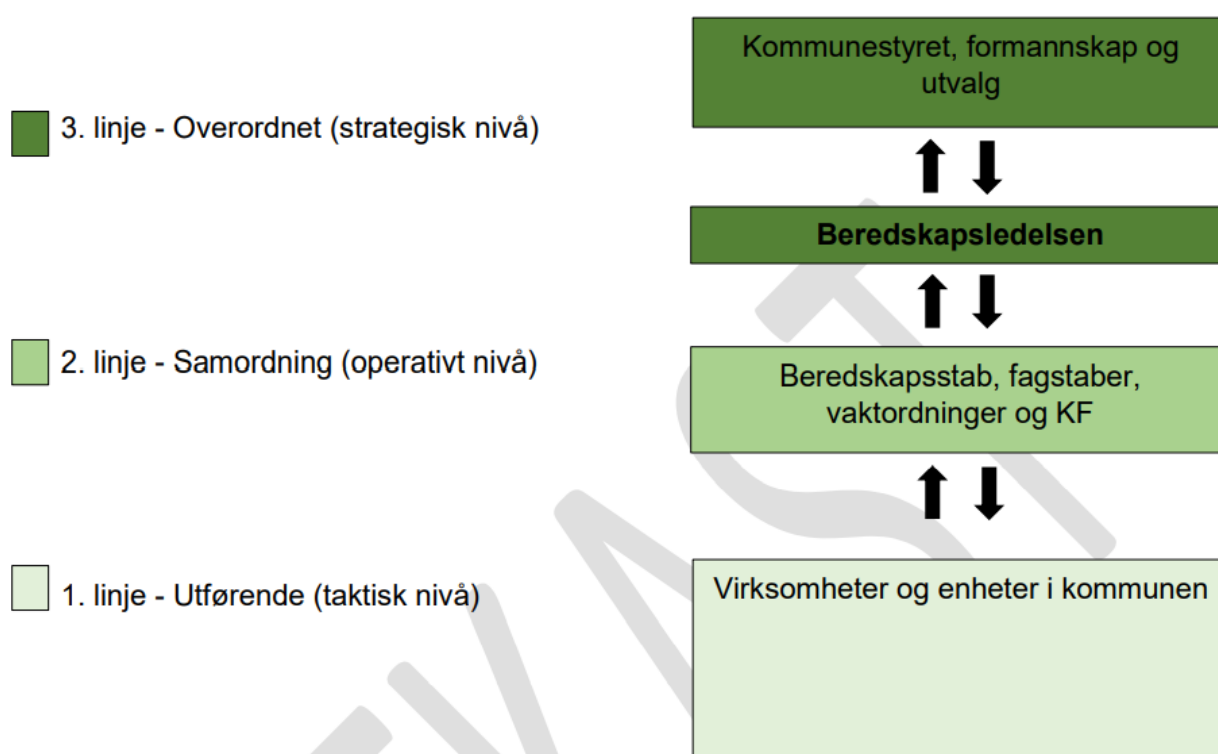 Kommunestyret, formannskap og
utvalg
3. linje - Overordnet (strategisk nivå)
Beredskapsledelsen
2. linje - Samordning (operativt nivå)
Beredskapsstab, fagstaber,
vaktordninger og KF
1. linje - Utførende (taktisk nivå)
Virksomheter og enheter i kommunen